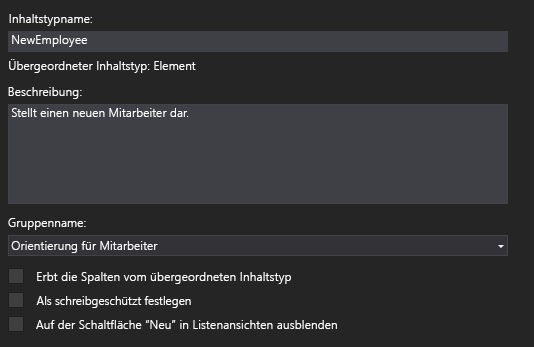 Inhaltstypname:
NewEmployee
Übergeordneter Inhaltstyp: Element
Beschreibung:
Stellt einen neuen Mitarbeiter dar.
Gruppenname:
Orientierung für Mitarbeiter
Erbt die Spalten vom übergeordneten Inhaltstyp
Als schreibgeschützt festlegen
Auf der Schaltfläche “Neu” in Listenansichten ausblenden